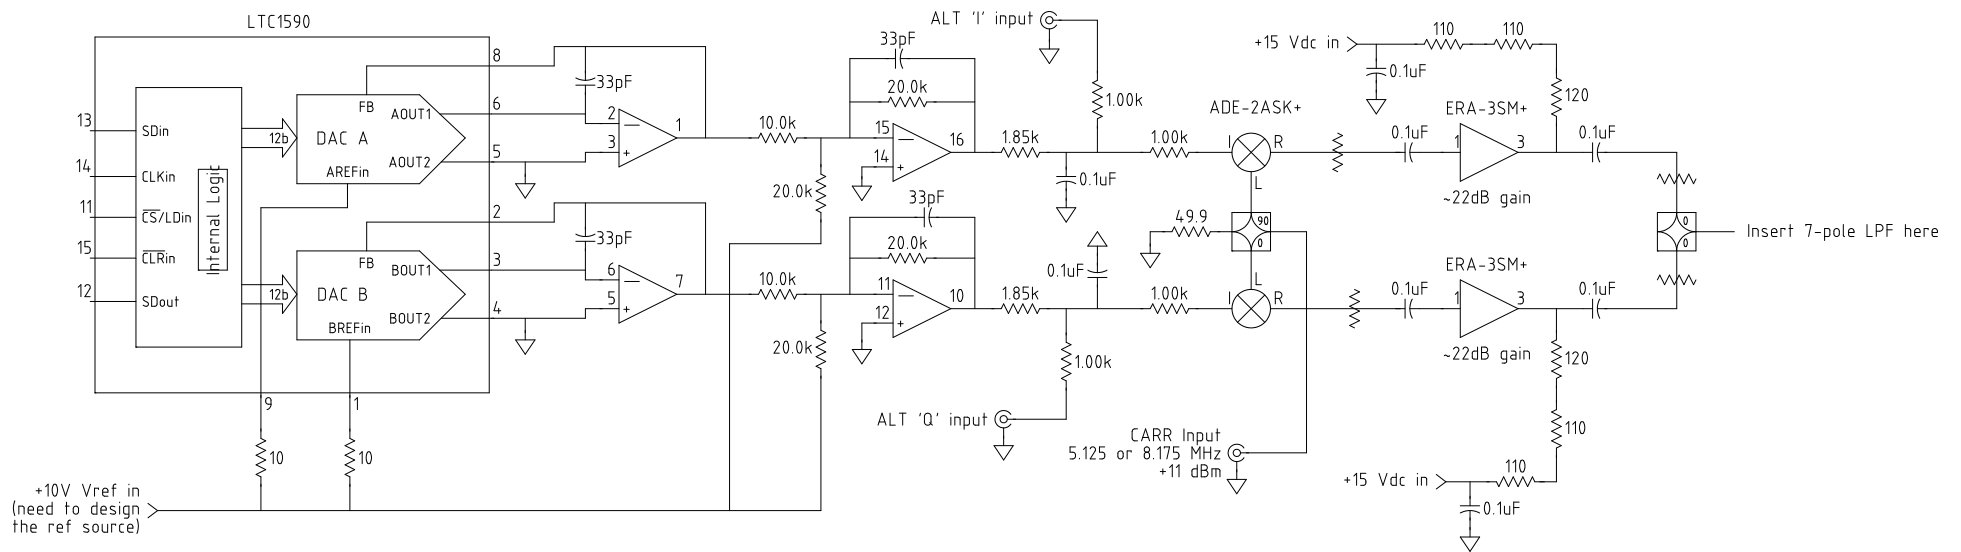 LTC1590
13
SDin
14
CLKin
11
CS/LDin
15
CLRin
12
SDout
Internal Logic
12b
FB
DAC A
AOUT1
AOUT2
AREFin
12b
FB
DAC B
BOUT1
BOUT2
BREFin
8
6
5
2
3
4
9
1
10
10
+10V Vref in
(need to design
the ref source)
33pF
2
3
1
−
+
33pF
6
5
7
−
+
10.0k
20.0k
10.0k
20.0k
33pF
20.0k
15
14
16
−
+
33pF
20.0k
11
12
10
−
+
ALT 'I' input
1.00k
1.85k
0.1uF
1.00k
1.85k
0.1uF
1.00k
1.00k
ALT 'Q' input
ADE-2ASK+
I
R
L
49.9
90
0
L
I
R
CARR Input
5.125 or 8.175 MHz
+11 dBm
+15 Vdc in
110
110
0.1uF
120
ERA-3SM+
0.1uF
1
3
0.1uF
~22dB gain
ERA-3SM+
0.1uF
1
3
0.1uF
~22dB gain
120
110
110
+15 Vdc in
0.1uF
0
0
Insert 7-pole LPF here